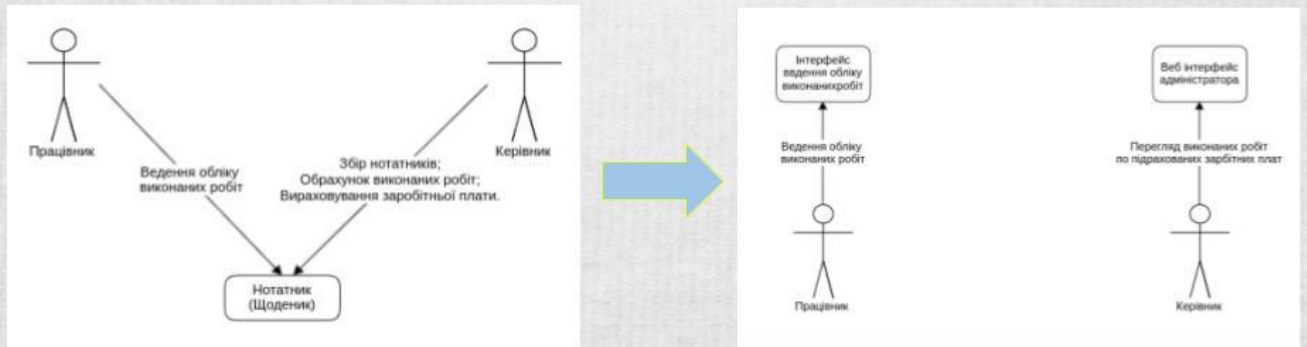 Працівник
Керівник
Ведення обліку
виконаних робіт
Збір нотатників;
Обрахунок виконаних робіт;
Вираховування заробітньої плати.
Нотатник
(Щоденик)
Інтерфейс
введення обліку
виконанихробіт
Веб інтерфейс
адміністратора
Ведення обліку
виконаних робіт
Перегляд виконаних робіт
по підрахованих зарбітних плат
Працівник
Керівник